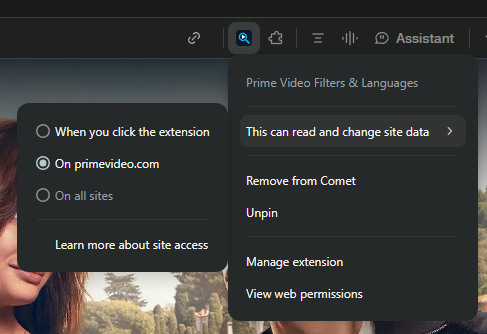 Assistant
Prime Video Filters & Languages
This can read and change site data
When you click the extension
On primevideo.com
On all sites
Learn more about site access
Remove from Comet
Unpin
Manage extension
View web permissions